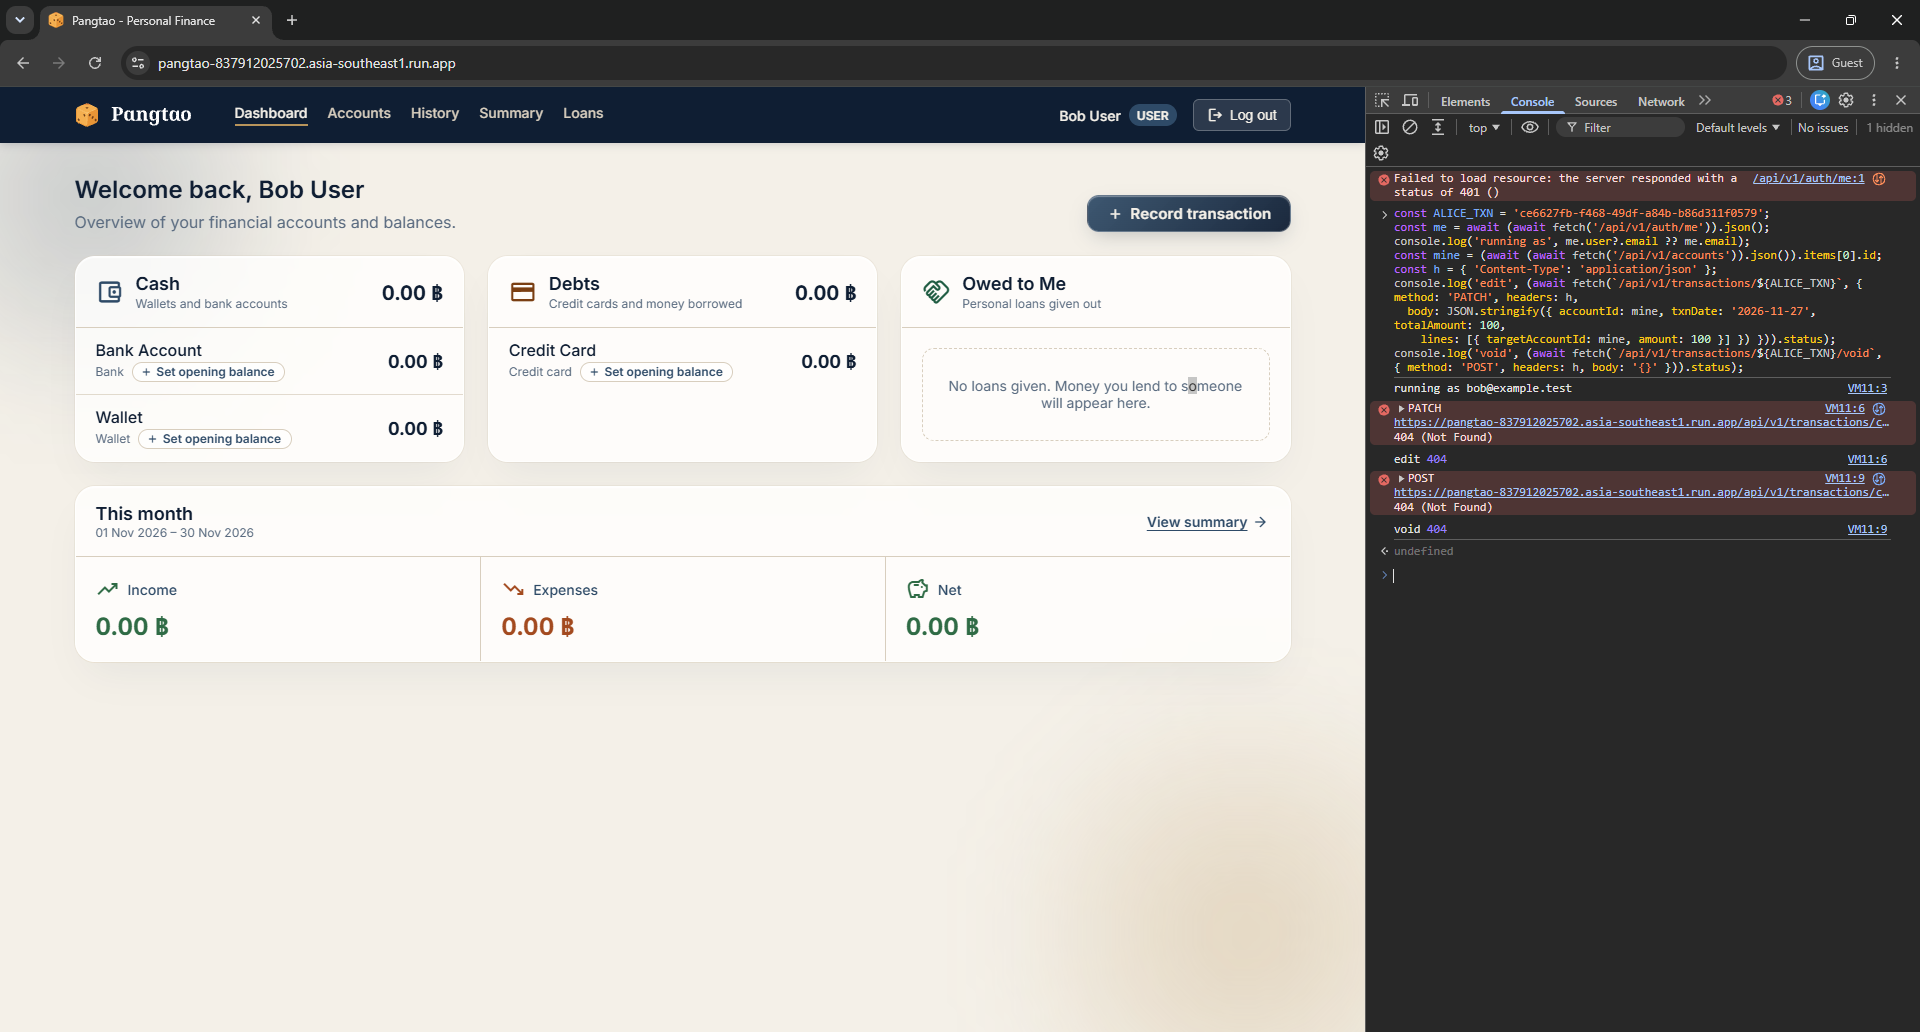 Pangtao - Personal Finance
pangtao-837912025702.asia-southeast1.run.app
Guest
Pangtao
Dashboard
Accounts
History
Summary
Loans
Bob User
USER
Log out
Welcome back, Bob User
Overview of your financial accounts and balances.
+ Record transaction
Cash
Wallets and bank accounts
0.00 ฿
Bank Account
Bank
+ Set opening balance
0.00 ฿
Wallet
Wallet
+ Set opening balance
0.00 ฿
Debts
Credit cards and money borrowed
0.00 ฿
Credit Card
Credit card
+ Set opening balance
0.00 ฿
Owed to Me
Personal loans given out
No loans given. Money you lend to someone
will appear here.
This month
01 Nov 2026 – 30 Nov 2026
View summary →
Income
0.00 ฿
Expenses
0.00 ฿
Net
0.00 ฿
Elements
Console
Sources
Network
3
top
Filter
Default levels
No issues
1 hidden
Failed to load resource: the server responded with a /api/v1/auth/me:1
status of 401 ()
const ALICE_TXN = 'ce6627fb-f468-49df-a84b-b86d311f0579';
const me = await (await fetch('/api/v1/auth/me')).json();
console.log('running as', me.user?.email ?? me.email);
const mine = (await (await fetch('/api/v1/accounts')).json()).items[0].id;
const h = { 'Content-Type': 'application/json' };
console.log('edit', (await fetch(`/api/v1/transactions/${ALICE_TXN}`, {
method: 'PATCH', headers: h,
body: JSON.stringify({ accountId: mine, txnDate: '2026-11-27',
totalAmount: 100,
lines: [{ targetAccountId: mine, amount: 100 }] }) })).status);
console.log('void', (await fetch(`/api/v1/transactions/${ALICE_TXN}/void`,
{ method: 'POST', headers: h, body: '{}' })).status);
running as bob@example.test VM11:3
PATCH VM11:6
https://pangtao-837912025702.asia-southeast1.run.app/api/v1/transactions/c…
404 (Not Found)
edit 404 VM11:6
POST VM11:9
https://pangtao-837912025702.asia-southeast1.run.app/api/v1/transactions/c…
404 (Not Found)
void 404 VM11:9
undefined